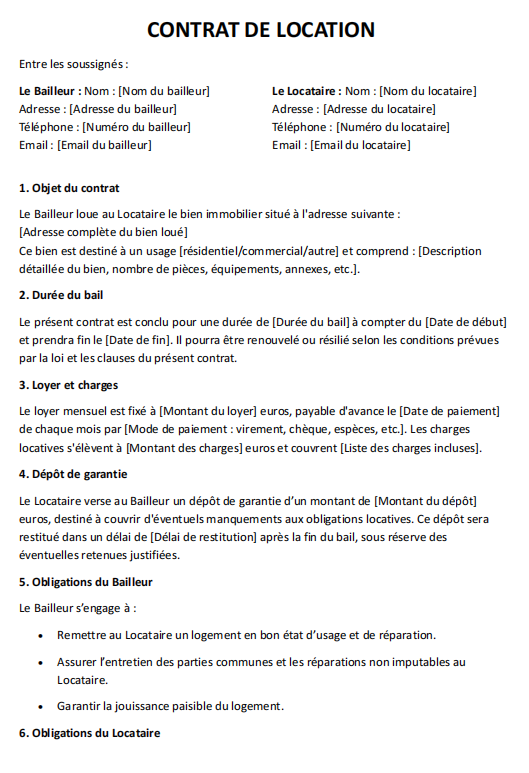 CONTRAT DE LOCATION
Entre les soussignés :
Le Bailleur : Nom : [Nom du bailleur]
Adresse : [Adresse du bailleur]
Téléphone : [Numéro du bailleur]
Email : [Email du bailleur]
Le Locataire : Nom : [Nom du locataire]
Adresse : [Adresse du locataire]
Téléphone : [Numéro du locataire]
Email : [Email du locataire]
1. Objet du contrat
Le Bailleur loue au Locataire le bien immobilier situé à l'adresse suivante :
[Adresse complète du bien loué]
Ce bien est destiné à un usage [résidentiel/commercial/autre] et comprend : [Description
détaillée du bien, nombre de pièces, équipements, annexes, etc.].
2. Durée du bail
Le présent contrat est conclu pour une durée de [Durée du bail] à compter du [Date de début]
et prendra fin le [Date de fin]. Il pourra être renouvelé ou résilié selon les conditions prévues
par la loi et les clauses du présent contrat.
3. Loyer et charges
Le loyer mensuel est fixé à [Montant du loyer] euros, payable d'avance le [Date de paiement]
de chaque mois par [Mode de paiement : virement, chèque, espèces, etc.]. Les charges
locatives s'élèvent à [Montant des charges] euros et couvrent [Liste des charges incluses].
4. Dépôt de garantie
Le Locataire verse au Bailleur un dépôt de garantie d’un montant de [Montant du dépôt]
euros, destiné à couvrir d'éventuels manquements aux obligations locatives. Ce dépôt sera
restitué dans un délai de [Délai de restitution] après la fin du bail, sous réserve des
éventuelles retenues justifiées.
5. Obligations du Bailleur
Le Bailleur s’engage à :
• Remettre au Locataire un logement en bon état d’usage et de réparation.
• Assurer l’entretien des parties communes et les réparations non imputables au
Locataire.
• Garantir la jouissance paisible du logement.
6. Obligations du Locataire